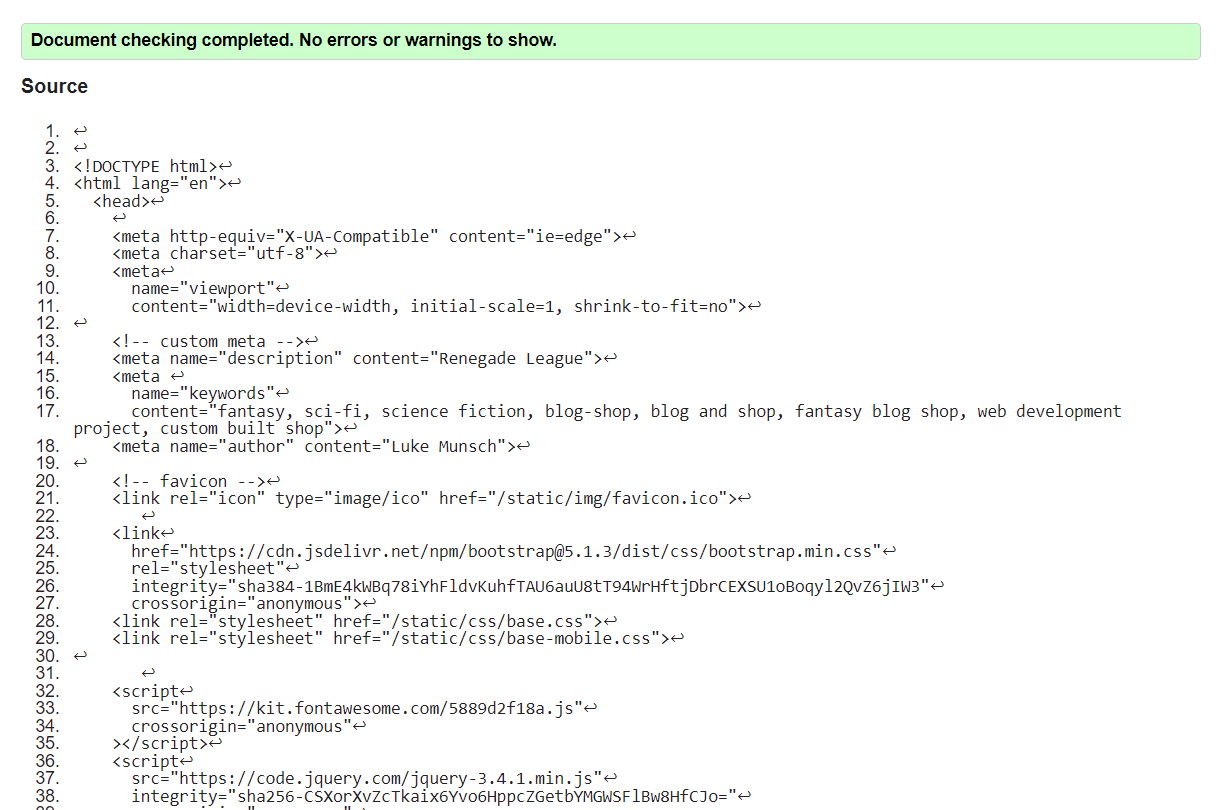 Document checking completed. No errors or warnings to show.
Source
1. ↩
2. ↩
3. <!DOCTYPE html>↩
4. <html lang="en">↩
5. <head>↩
6. ↩
7. <meta http-equiv="X-UA-Compatible" content="ie=edge">↩
8. <meta charset="utf-8">↩
9. <meta↩
10. name="viewport"↩
11. content="width=device-width, initial-scale=1, shrink-to-fit=no">↩
12. ↩
13. <!-- custom meta -->↩
14. <meta name="description" content="Renegade League">↩
15. <meta ↩
16. name="keywords"↩
17. content="fantasy, sci-fi, science fiction, blog-shop, blog and shop, fantasy blog shop, web development
project, custom built shop">↩
18. <meta name="author" content="Luke Munsch">↩
19. ↩
20. <!-- favicon -->↩
21. <link rel="icon" type="image/ico" href="/static/img/favicon.ico">↩
22. ↩
23. <link↩
24. href="https://cdn.jsdelivr.net/npm/bootstrap@5.1.3/dist/css/bootstrap.min.css"↩
25. rel="stylesheet"↩
26. integrity="sha384-1BmE4kWBq78iYhFldvKuhfTAU6auU8tT94WrHftjDbrCEXSU1oBoqyl2QvZ6jIW3"↩
27. crossorigin="anonymous">↩
28. <link rel="stylesheet" href="/static/css/base.css">↩
29. <link rel="stylesheet" href="/static/css/base-mobile.css">↩
30. ↩
31. ↩
32. <script↩
33. src="https://kit.fontawesome.com/5889d2f18a.js"↩
34. crossorigin="anonymous"↩
35. ></script>↩
36. <script↩
37. src="https://code.jquery.com/jquery-3.4.1.min.js"↩
38. integrity="sha256-CSXorXvZcTkaix6Yvo6HppcZGetbYMGWSFlBw8HfCJo="↩